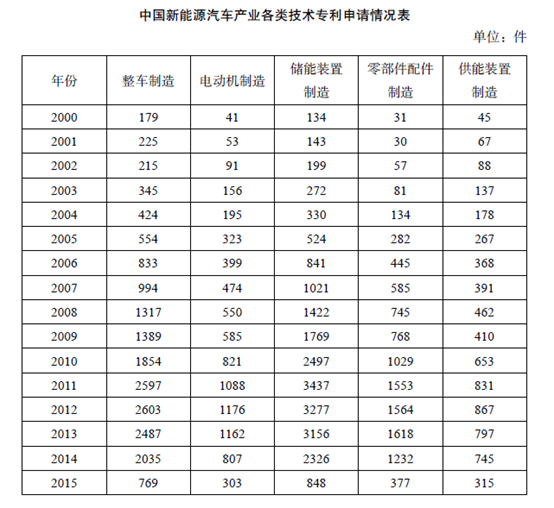 中国新能源汽车产业各类技术专利申请情况表
单位：件
年份 整车制造 电动机制造 储能装置制造 零部件配件制造 供能装置制造
2000 179 41 134 31 45
2001 225 53 143 30 67
2002 215 91 199 57 88
2003 345 156 272 81 137
2004 424 195 330 134 178
2005 554 323 524 282 267
2006 833 399 841 445 368
2007 994 474 1021 585 391
2008 1317 550 1422 745 462
2009 1389 585 1769 768 410
2010 1854 821 2497 1029 653
2011 2597 1088 3437 1553 831
2012 2603 1176 3277 1564 867
2013 2487 1162 3156 1618 797
2014 2035 807 2326 1232 745
2015 769 303 848 377 315